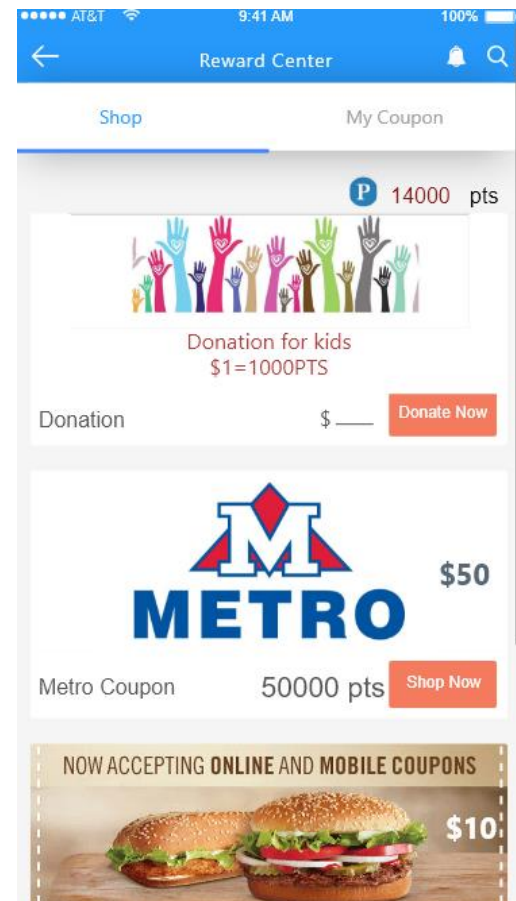 AT&T 9:41 AM 100%
Reward Center
Shop My Coupon
P 14000 pts
Donation for kids
$1=1000PTS
Donation $ ___ Donate Now
M
METRO
$50
Metro Coupon 50000 pts Shop Now
NOW ACCEPTING ONLINE AND MOBILE COUPONS
$10